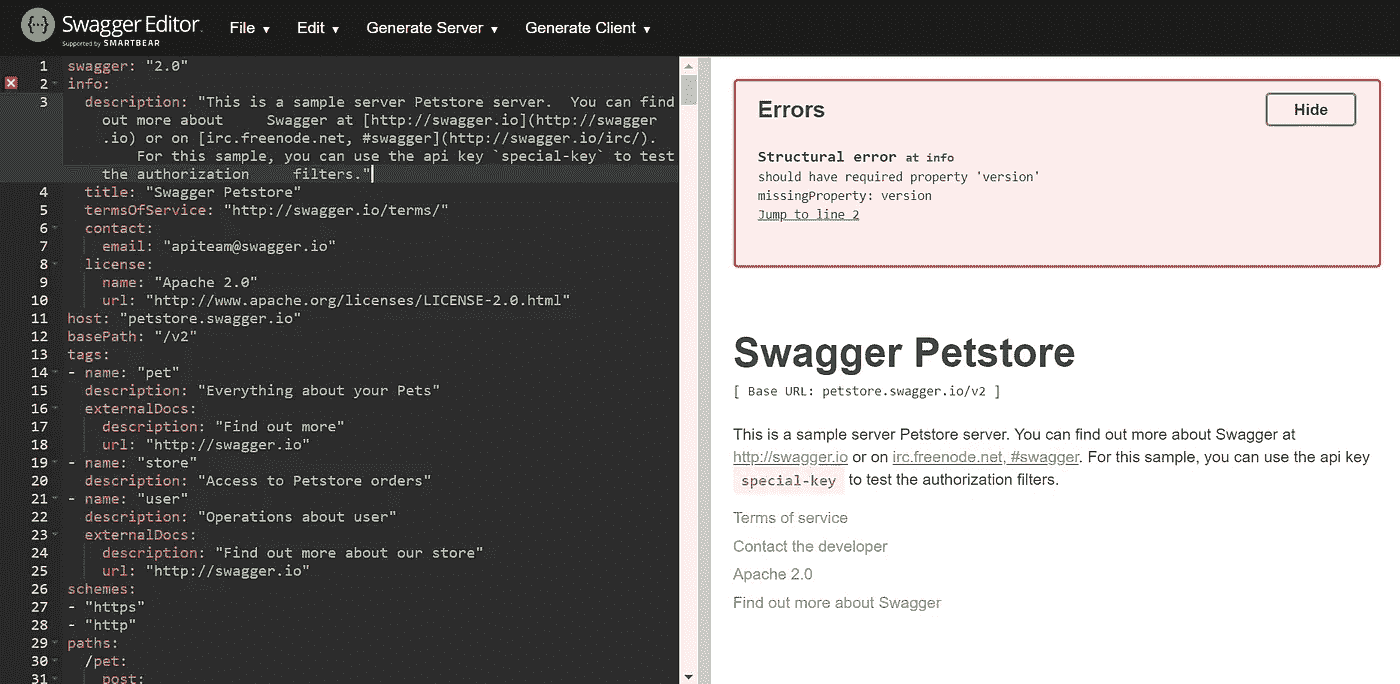 Swagger Editor.
Supported by SMARTBEAR
File ▼ Edit ▼ Generate Server ▼ Generate Client ▼
1 swagger: "2.0"
2 info:
3 description: "This is a sample server Petstore server.  You can find
out more about     Swagger at [http://swagger.io](http://swagger
.io) or on [irc.freenode.net, #swagger](http://swagger.io/irc/).
For this sample, you can use the api key `special-key` to test
the authorization     filters."
4 title: "Swagger Petstore"
5 termsOfService: "http://swagger.io/terms/"
6 contact:
7 email: "apiteam@swagger.io"
8 license:
9 name: "Apache 2.0"
10 url: "http://www.apache.org/licenses/LICENSE-2.0.html"
11 host: "petstore.swagger.io"
12 basePath: "/v2"
13 tags:
14 - name: "pet"
15 description: "Everything about your Pets"
16 externalDocs:
17 description: "Find out more"
18 url: "http://swagger.io"
19 - name: "store"
20 description: "Access to Petstore orders"
21 - name: "user"
22 description: "Operations about user"
23 externalDocs:
24 description: "Find out more about our store"
25 url: "http://swagger.io"
26 schemes:
27 - "https"
28 - "http"
29 paths:
30 /pet:
31 post:
Errors
Hide
Structural error at info
should have required property 'version'
missingProperty: version
Jump to line 2
Swagger Petstore
[ Base URL: petstore.swagger.io/v2 ]
This is a sample server Petstore server. You can find out more about Swagger at
http://swagger.io or on irc.freenode.net, #swagger. For this sample, you can use the api key
special-key to test the authorization filters.
Terms of service
Contact the developer
Apache 2.0
Find out more about Swagger